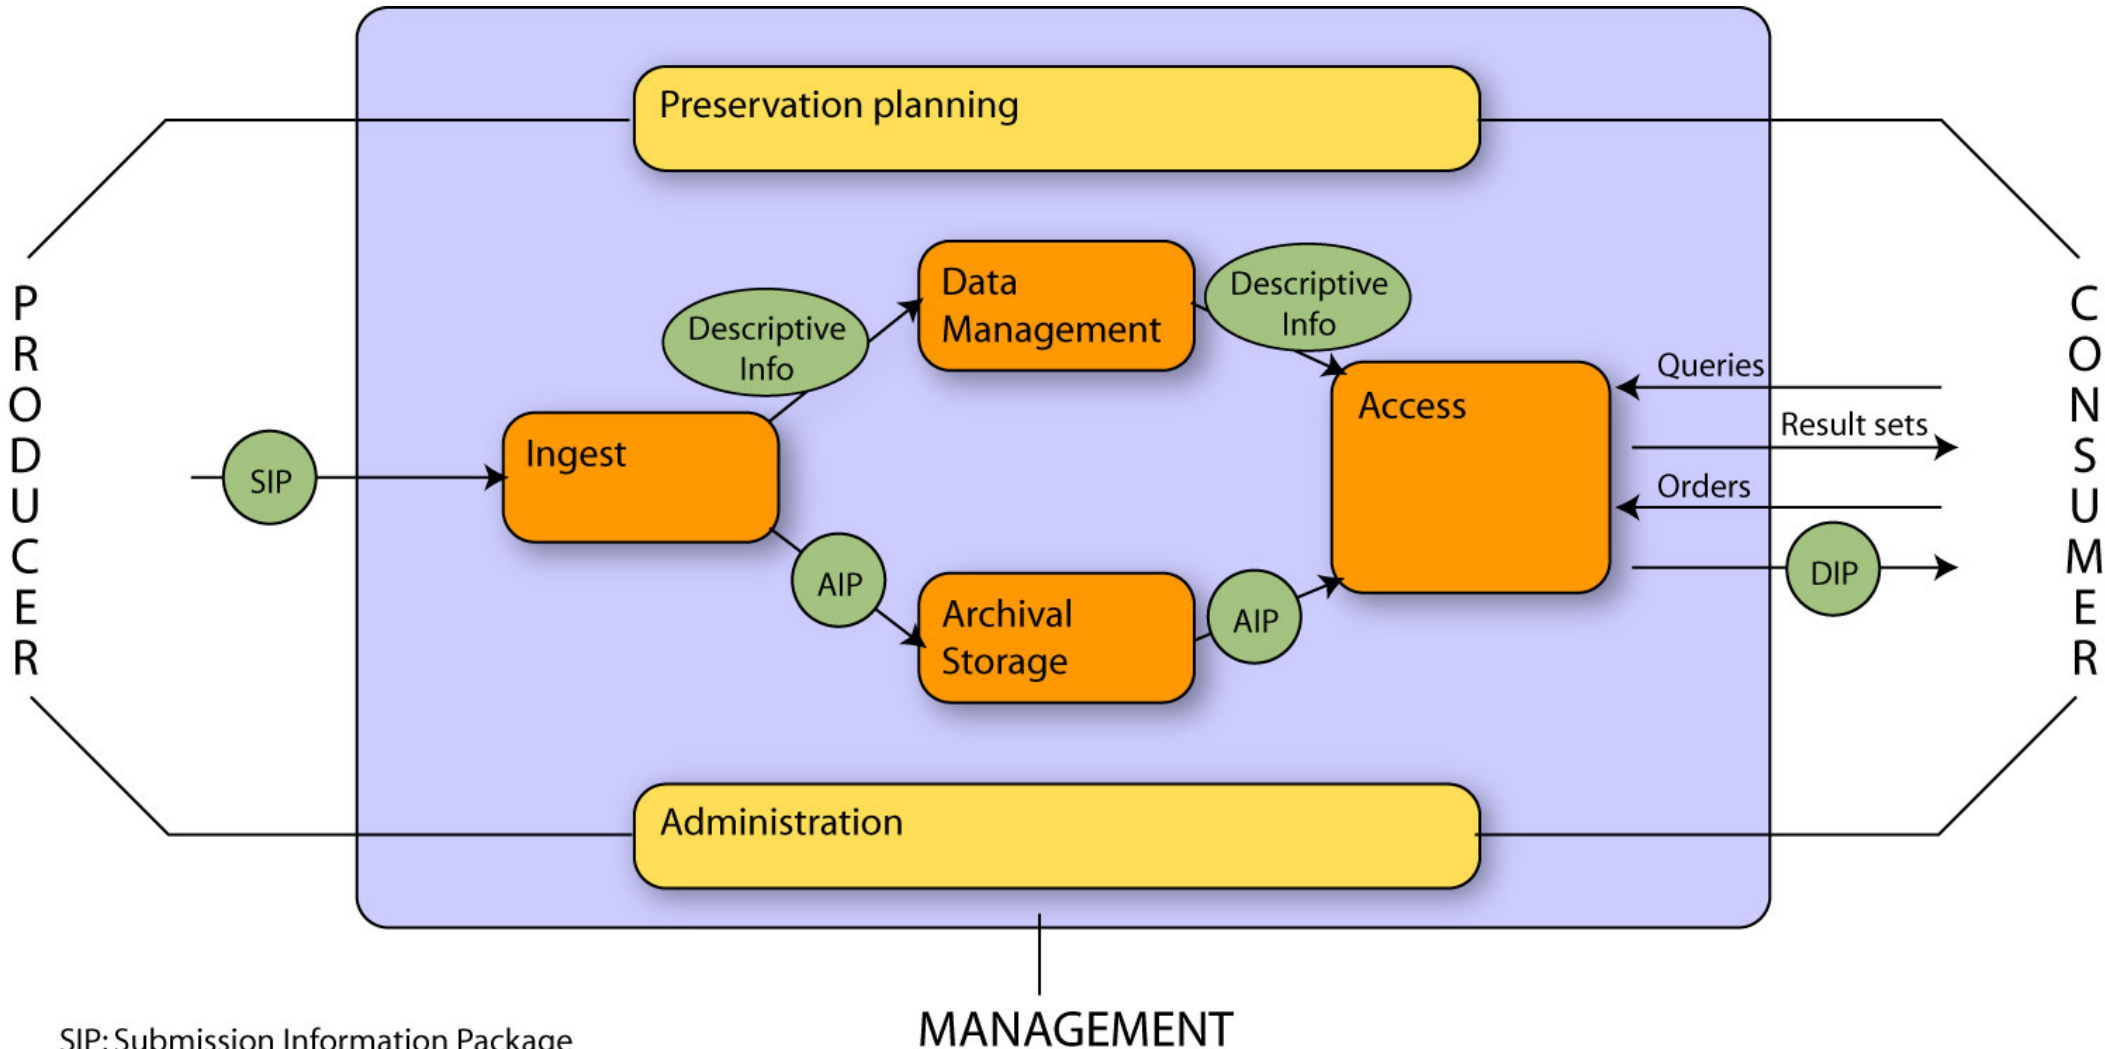 Preservation planning
PRODUCER
SIP
Ingest
Descriptive
Info
AIP
Data
Management
Archival
Storage
Descriptive
Info
AIP
Access
Queries
Result sets
Orders
DIP
CONSUMER
Administration
MANAGEMENT
SIP: Submission Information Package